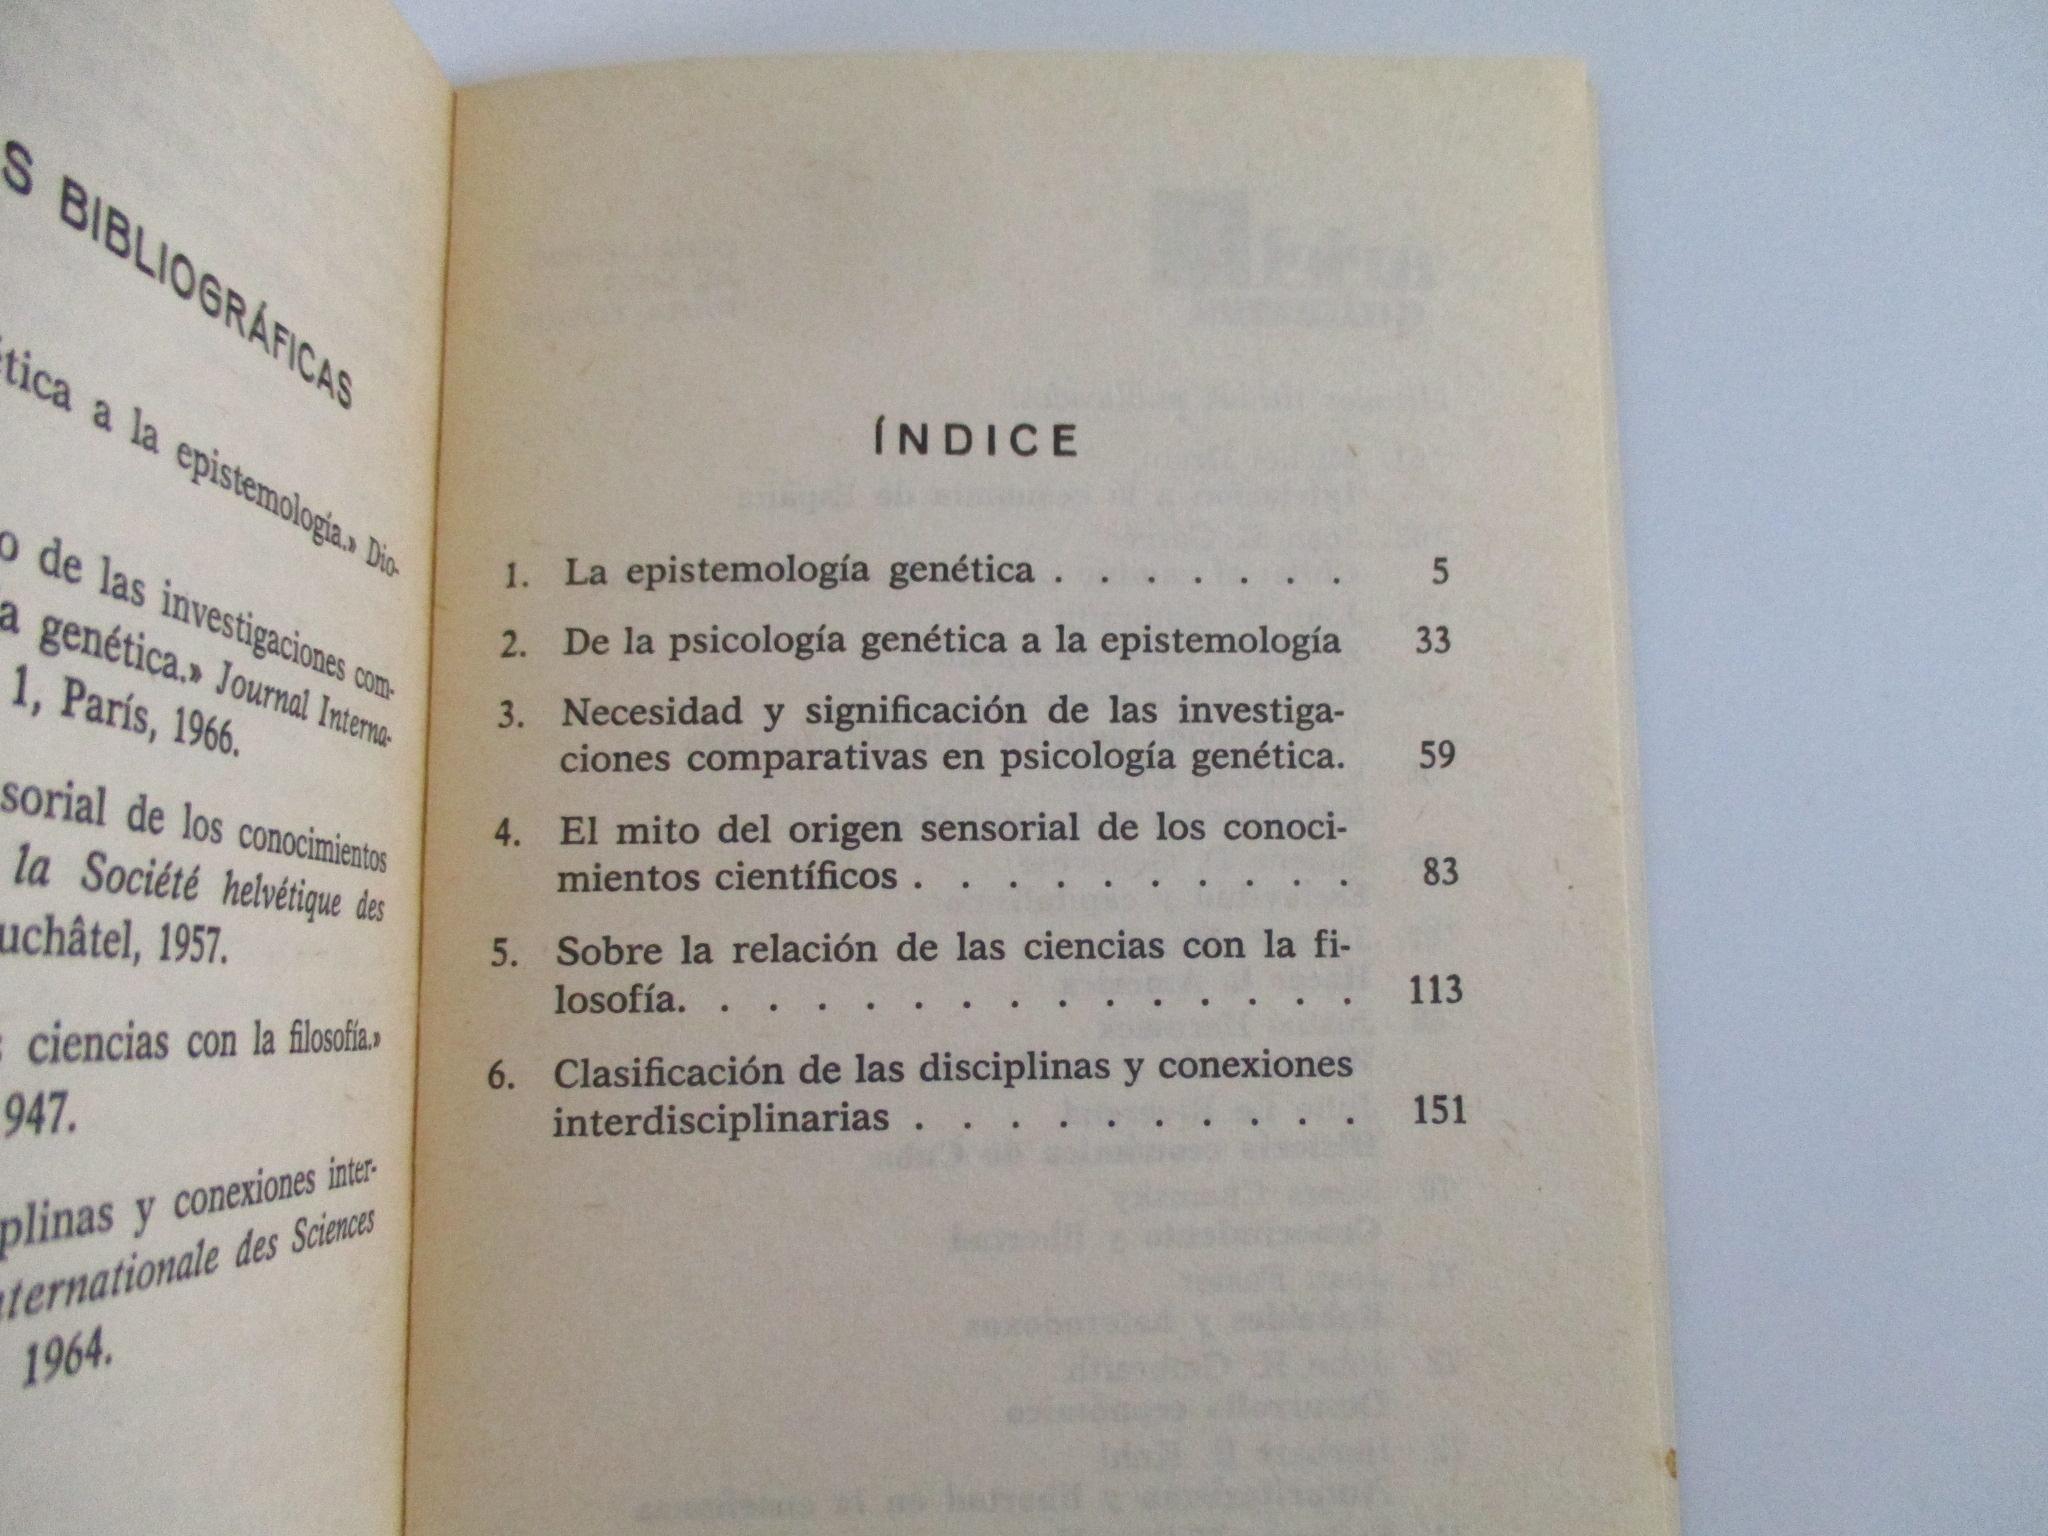 S BIBLIOGRÁFICAS
ética a la epistemología.» Dio-
o de las investigaciones com-
a genética.» Journal Interna-
1, París, 1966.
sorial de los conocimientos
la Société helvétique des
uchâtel, 1957.
ciencias con la filosofía.»
947.
plinas y conexiones inter-
nternationale des Sciences
1964.
ÍNDICE
1. La epistemología genética . . . . . . . 5
2. De la psicología genética a la epistemología 33
3. Necesidad y significación de las investiga-
ciones comparativas en psicología genética. 59
4. El mito del origen sensorial de los conoci-
mientos científicos . . . . . . . . . . 83
5. Sobre la relación de las ciencias con la fi-
losofía. . . . . . . . . . . . . . . 113
6. Clasificación de las disciplinas y conexiones
interdisciplinarias . . . . . . . . . . 151